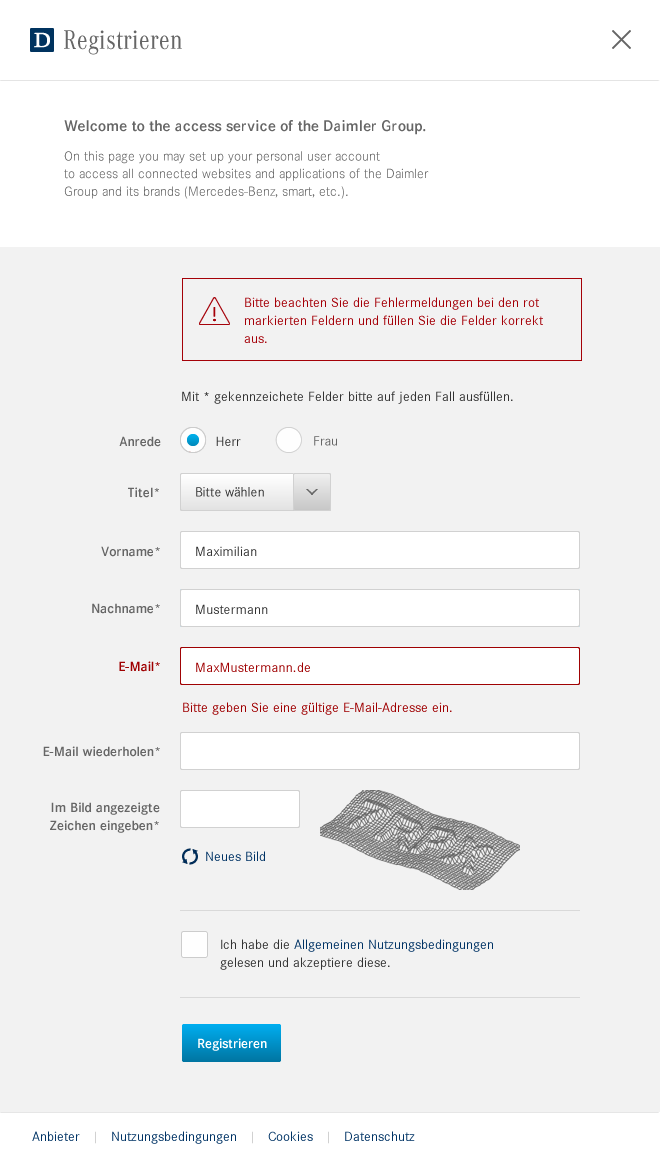 D Registrieren
Welcome to the access service of the Daimler Group.
On this page you may set up your personal user account
to access all connected websites and applications of the Daimler
Group and its brands (Mercedes-Benz, smart, etc.).
Bitte beachten Sie die Fehlermeldungen bei den rot
markierten Feldern und füllen Sie die Felder korrekt
aus.
Mit * gekennzeichete Felder bitte auf jeden Fall ausfüllen.
Anrede Herr Frau
Titel* Bitte wählen
Vorname* Maximilian
Nachname* Mustermann
E-Mail* MaxMustermann.de
Bitte geben Sie eine gültige E-Mail-Adresse ein.
E-Mail wiederholen*
Im Bild angezeigte
Zeichen eingeben*
Neues Bild
Ich habe die Allgemeinen Nutzungsbedingungen
gelesen und akzeptiere diese.
Registrieren
Anbieter | Nutzungsbedingungen | Cookies | Datenschutz